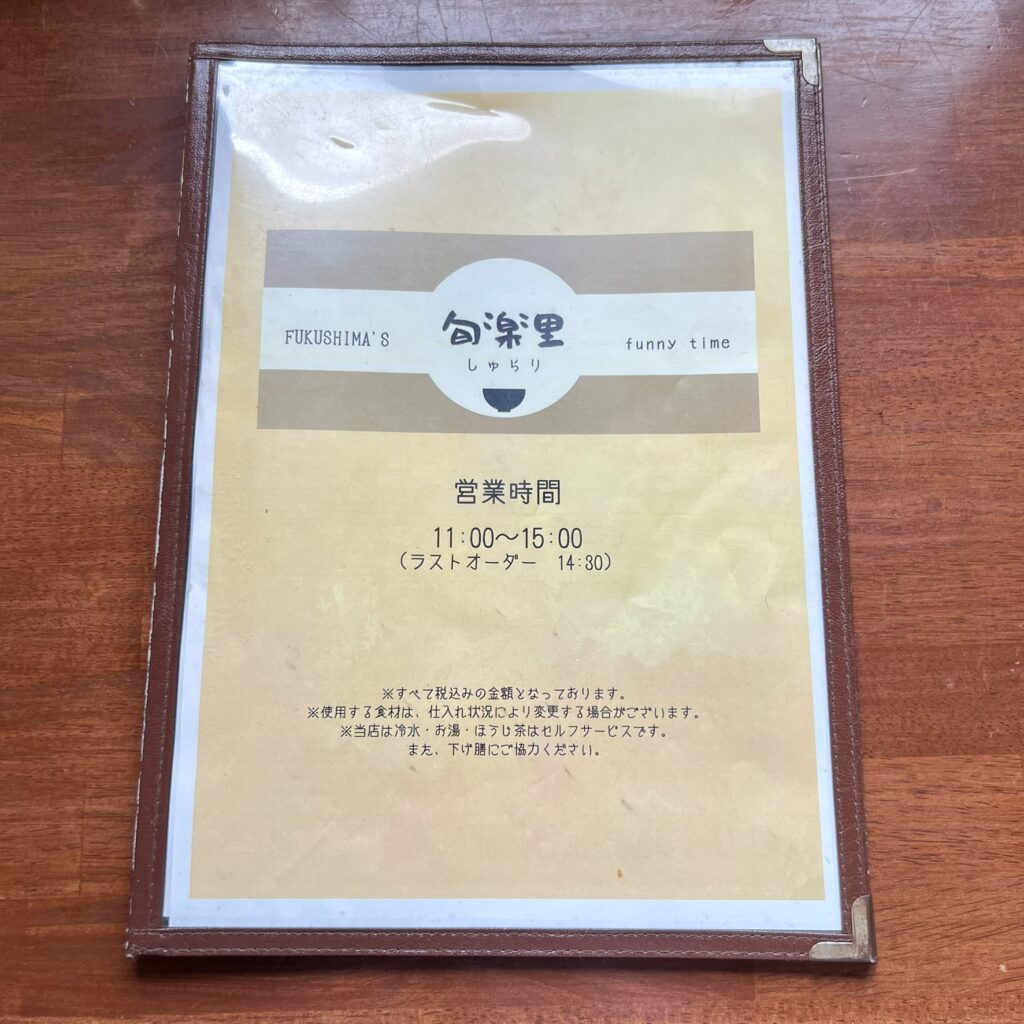 FUKUSHIMA'S
旬楽里
しゅらり
funny time
営業時間
11:00〜15:00
(ラストオーダー 14:30)
※すべて税込みの金額となっております。
※使用する食材は、仕入れ状況により変更する場合がございます。
※当店は冷水・お湯・ほうじ茶はセルフサービスです。
また、下げ膳にご協力ください。